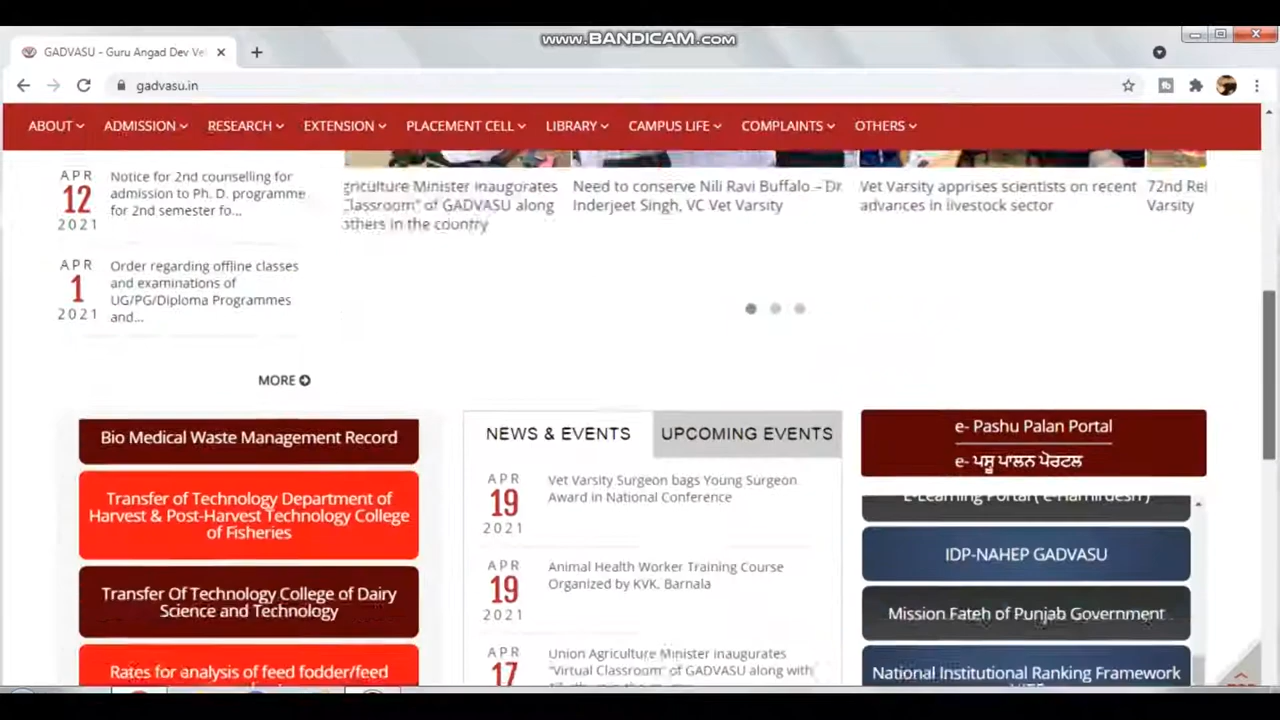 www.BANDICAM.com
GADVASU - Guru Angad Dev Ve
gadvasu.in
ABOUT ADMISSION RESEARCH EXTENSION PLACEMENT CELL LIBRARY CAMPUS LIFE COMPLAINTS OTHERS
APR
12
2021
Notice for 2nd counselling for
admission to Ph. D. programme
for 2nd semester fo...
APR
1
2021
Order regarding offline classes
and examinations of
UG/PG/Diploma Programmes
and...
MORE
griculture Minister inaugurates
Classroom" of GADVASU along
others in the country
Need to conserve Nili Ravi Buffalo – Dr
Inderjeet Singh, VC Vet Varsity
Vet Varsity apprises scientists on recent
advances in livestock sector
72nd Re
Varsity
Bio Medical Waste Management Record
Transfer of Technology Department of
Harvest & Post-Harvest Technology College
of Fisheries
Transfer Of Technology College of Dairy
Science and Technology
Rates for analysis of feed fodder/feed
NEWS & EVENTS
UPCOMING EVENTS
APR
19
2021
Vet Varsity Surgeon bags Young Surgeon
Award in National Conference
APR
19
2021
Animal Health Worker Training Course
Organized by KVK, Barnala
APR
17
Union Agriculture Minister inaugurates
"Virtual Classroom" of GADVASU along with
e- Pashu Palan Portal
e- ਪਸ਼ੂ ਪਾਲਨ ਪੋਰਟਲ
E-Learning Portal
IDP-NAHEP GADVASU
Mission Fateh of Punjab Government
National Institutional Ranking Framework